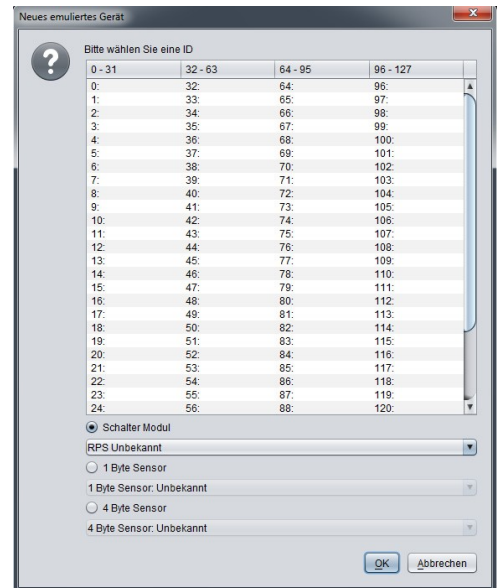 Neues emuliertes Gerät
Bitte wählen Sie eine ID
0 - 31 32 - 63 64 - 95 96 - 127
0: 32: 64: 96:
1: 33: 65: 97:
2: 34: 66: 98:
3: 35: 67: 99:
4: 36: 68: 100:
5: 37: 69: 101:
6: 38: 70: 102:
7: 39: 71: 103:
8: 40: 72: 104:
9: 41: 73: 105:
10: 42: 74: 106:
11: 43: 75: 107:
12: 44: 76: 108:
13: 45: 77: 109:
14: 46: 78: 110:
15: 47: 79: 111:
16: 48: 80: 112:
17: 49: 81: 113:
18: 50: 82: 114:
19: 51: 83: 115:
20: 52: 84: 116:
21: 53: 85: 117:
22: 54: 86: 118:
23: 55: 87: 119:
24: 56: 88: 120:
Schalter Modul
RPS Unbekannt
1 Byte Sensor
1 Byte Sensor: Unbekannt
4 Byte Sensor
4 Byte Sensor: Unbekannt
OK Abbrechen